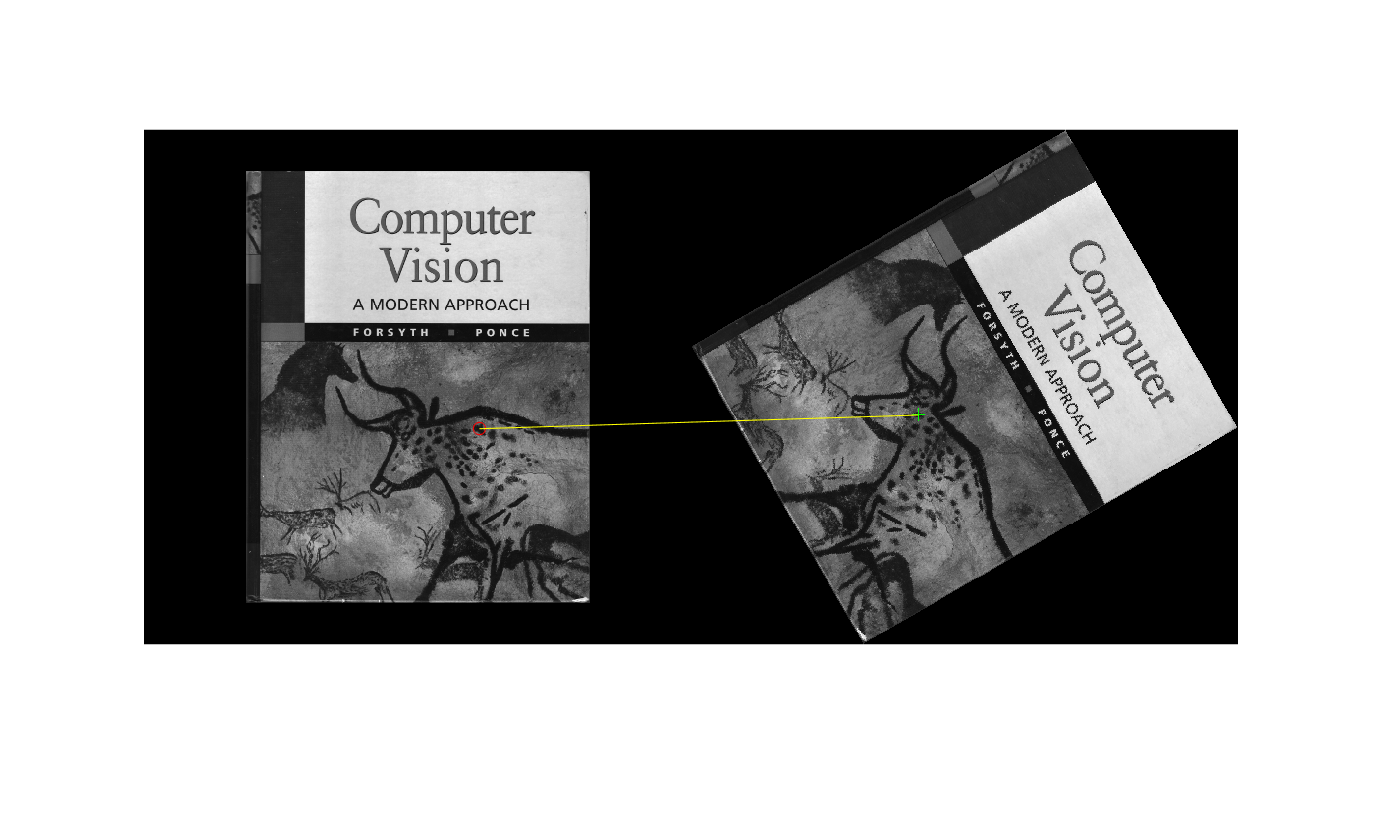 Computer
Vision
A MODERN APPROACH
FORSYTH ■ PONCE
Computer
Vision
A MODERN APPROACH
FORSYTH ■ PONCE